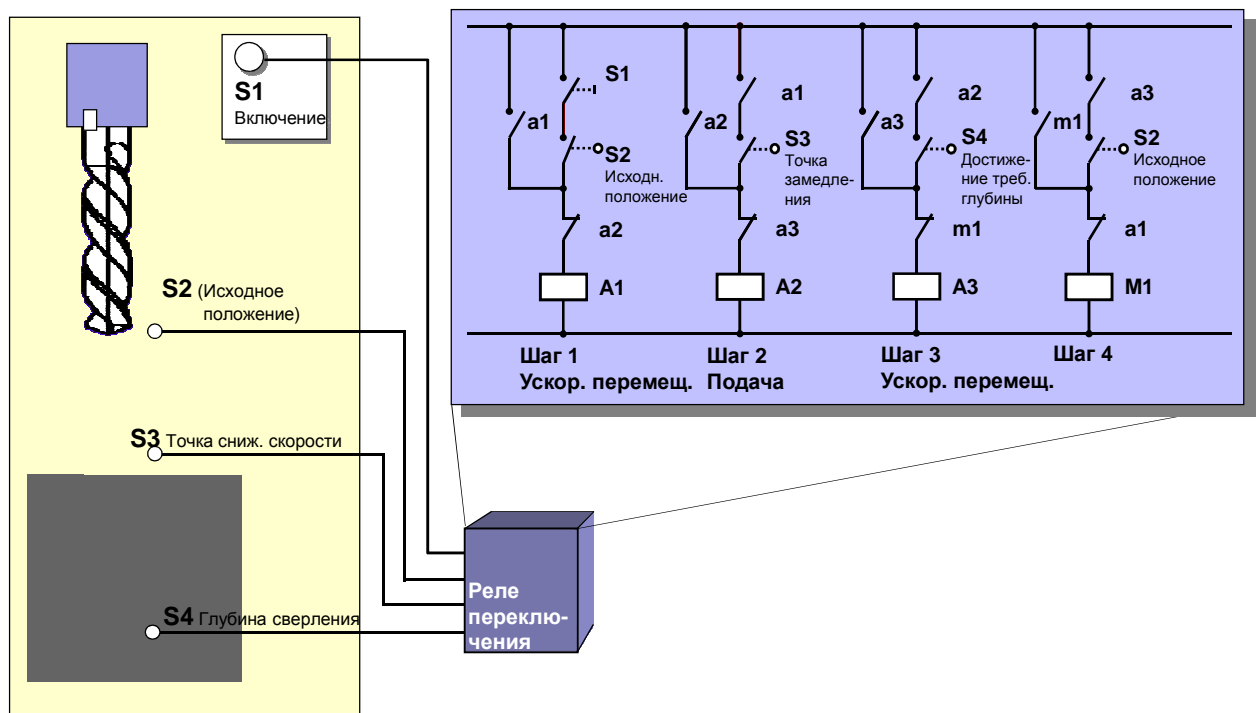 S1
Включение
S2 (Исходное
положение)
S3 Точка сниж. скорости
S4 Глубина сверления
Реле
переклю-
чения
S1
a1
S2
Исходн.
положение
a2
A1
Шаг 1
Ускор. перемещ.
a1
a2
S3
Точка
замедле-
ния
a3
A2
Шаг 2
Подача
a2
a3
S4
Достиже-
ение треб.
глубины
m1
A3
Шаг 3
Ускор. перемещ.
a3
m1
S2
Исходное
положение
a1
M1
Шаг 4